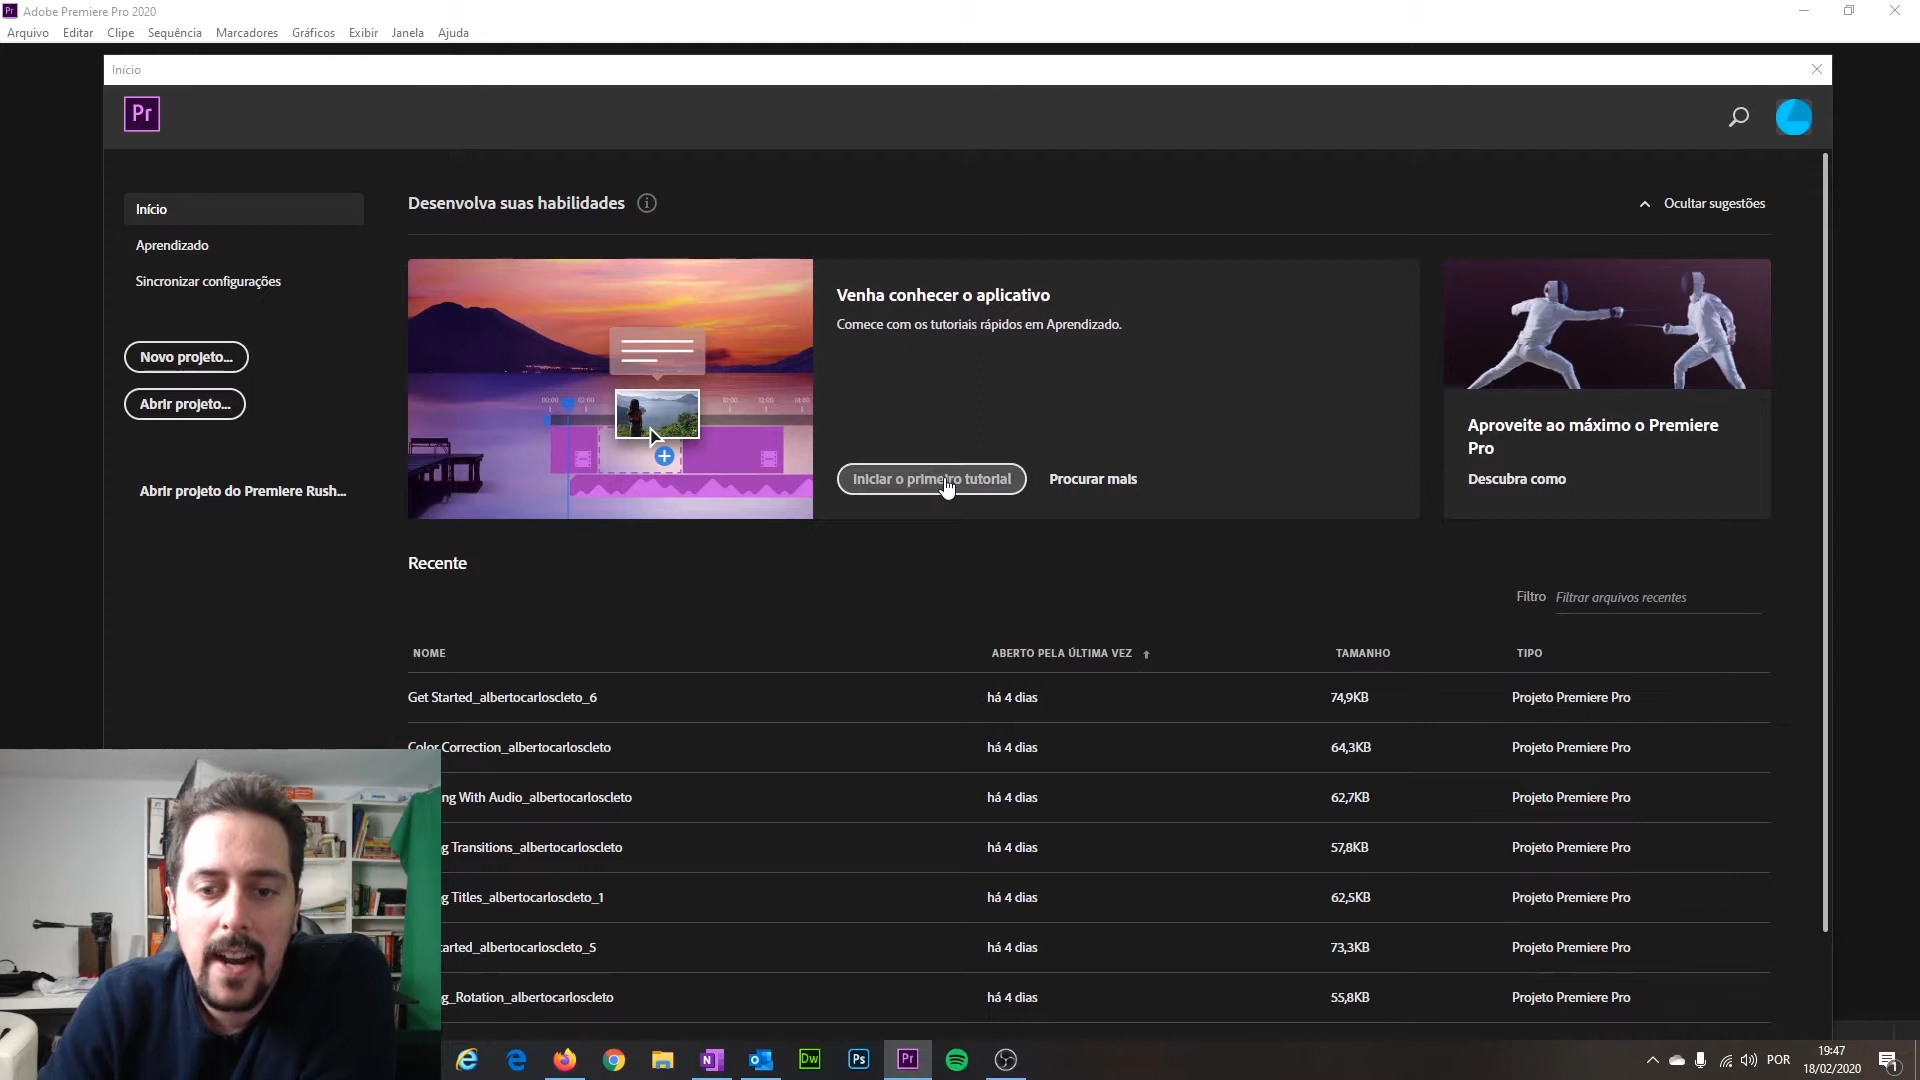 Pr Adobe Premiere Pro 2020
Arquivo Editar Clipe Sequência Marcadores Gráficos Exibir Janela Ajuda
Início
Pr
Início
Aprendizado
Sincronizar configurações
Novo projeto...
Abrir projeto...
Abrir projeto do Premiere Rush...
Desenvolva suas habilidades
Ocultar sugestões
Venha conhecer o aplicativo
Comece com os tutoriais rápidos em Aprendizado.
Iniciar o primeiro tutorial
Procurar mais
Aproveite ao máximo o Premiere
Pro
Descubra como
Recente
Filtro Filtrar arquivos recentes
NOME ABERTO PELA ÚLTIMA VEZ TAMANHO TIPO
Get Started_albertocarloscleto_6 há 4 dias 74,9KB Projeto Premiere Pro
Color Correction_albertocarloscleto há 4 dias 64,3KB Projeto Premiere Pro
ng With Audio_albertocarloscleto há 4 dias 62,7KB Projeto Premiere Pro
g Transitions_albertocarloscleto há 4 dias 57,8KB Projeto Premiere Pro
g Titles_albertocarloscleto_1 há 4 dias 62,5KB Projeto Premiere Pro
arted_albertocarloscleto_5 há 4 dias 73,3KB Projeto Premiere Pro
g_Rotation_albertocarloscleto há 4 dias 55,8KB Projeto Premiere Pro
Dw Ps Pr
POR
19:47
18/02/2020
1